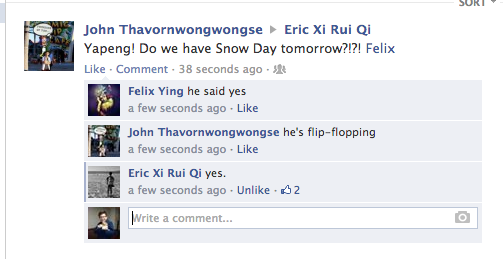 SORT
John Thavornwongwongse ▶ Eric Xi Rui Qi
Yapeng! Do we have Snow Day tomorrow?!?! Felix
Like · Comment · 38 seconds ago ·
Felix Ying he said yes
a few seconds ago · Like
John Thavornwongwongse he's flip-flopping
a few seconds ago · Like
Eric Xi Rui Qi yes.
a few seconds ago · Unlike · 2
Write a comment...